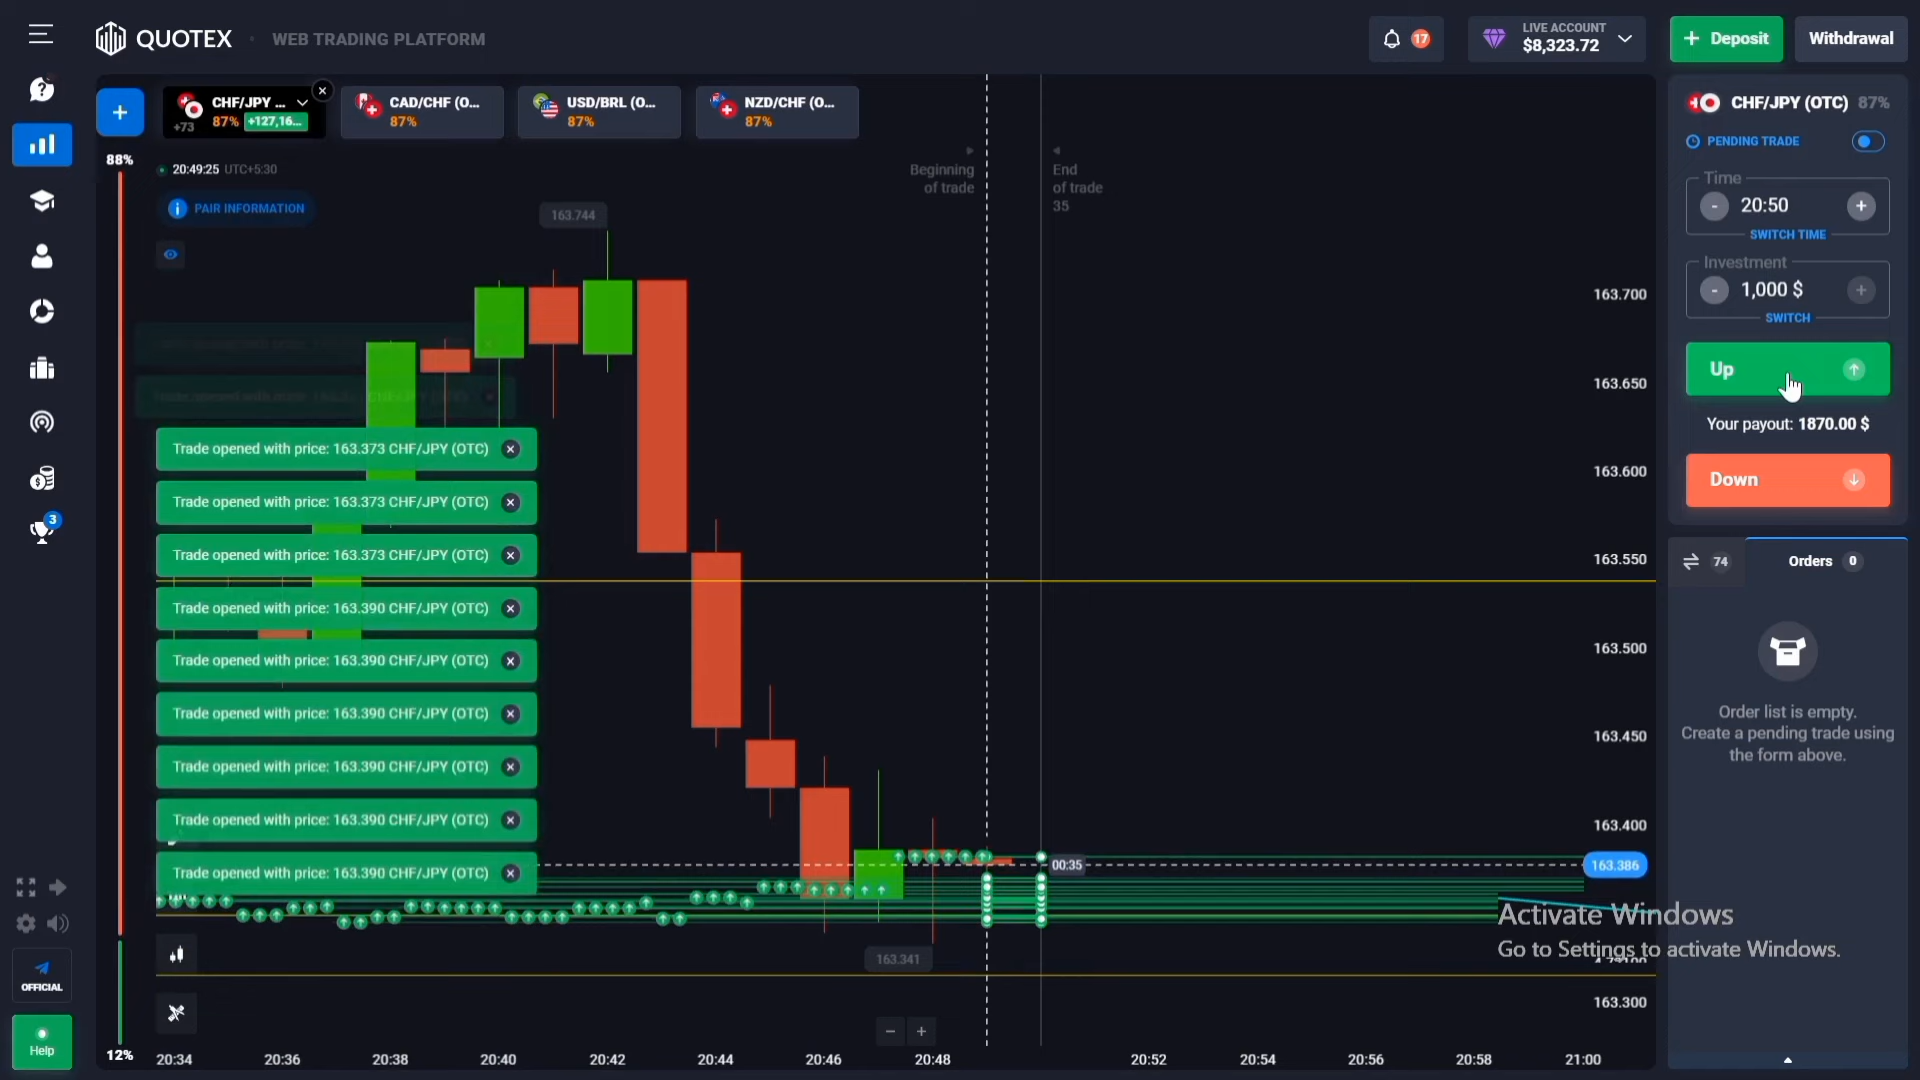 QUOTEX
WEB TRADING PLATFORM
17
LIVE ACCOUNT
$8,323.72
+ Deposit
Withdrawal
+
CHF/JPY ...
+73
87%
+127,16...
CAD/CHF (O...
87%
USD/BRL (O...
87%
NZD/CHF (O...
87%
CHF/JPY (OTC) 87%
PENDING TRADE
Time
- 20:50 +
SWITCH TIME
Investment
- 1,000 $ +
SWITCH
Up
Your payout: 1870.00 $
Down
74
Orders 0
Order list is empty.
Create a pending trade using
the form above.
88%
20:49:25 UTC+5:30
PAIR INFORMATION
Beginning
of trade
End
of trade
35
163.744
163.700
163.650
163.600
163.550
163.500
163.450
163.400
163.386
163.300
Trade opened with price: 163.373 CHF/JPY (OTC)
Trade opened with price: 163.373 CHF/JPY (OTC)
Trade opened with price: 163.373 CHF/JPY (OTC)
Trade opened with price: 163.390 CHF/JPY (OTC)
Trade opened with price: 163.390 CHF/JPY (OTC)
Trade opened with price: 163.390 CHF/JPY (OTC)
Trade opened with price: 163.390 CHF/JPY (OTC)
Trade opened with price: 163.390 CHF/JPY (OTC)
Trade opened with price: 163.390 CHF/JPY (OTC)
00:35
163.341
Activate Windows
Go to Settings to activate Windows.
3
OFFICIAL
Help
12%
20:34
20:36
20:38
20:40
20:42
20:44
20:46
20:48
20:52
20:54
20:56
20:58
21:00